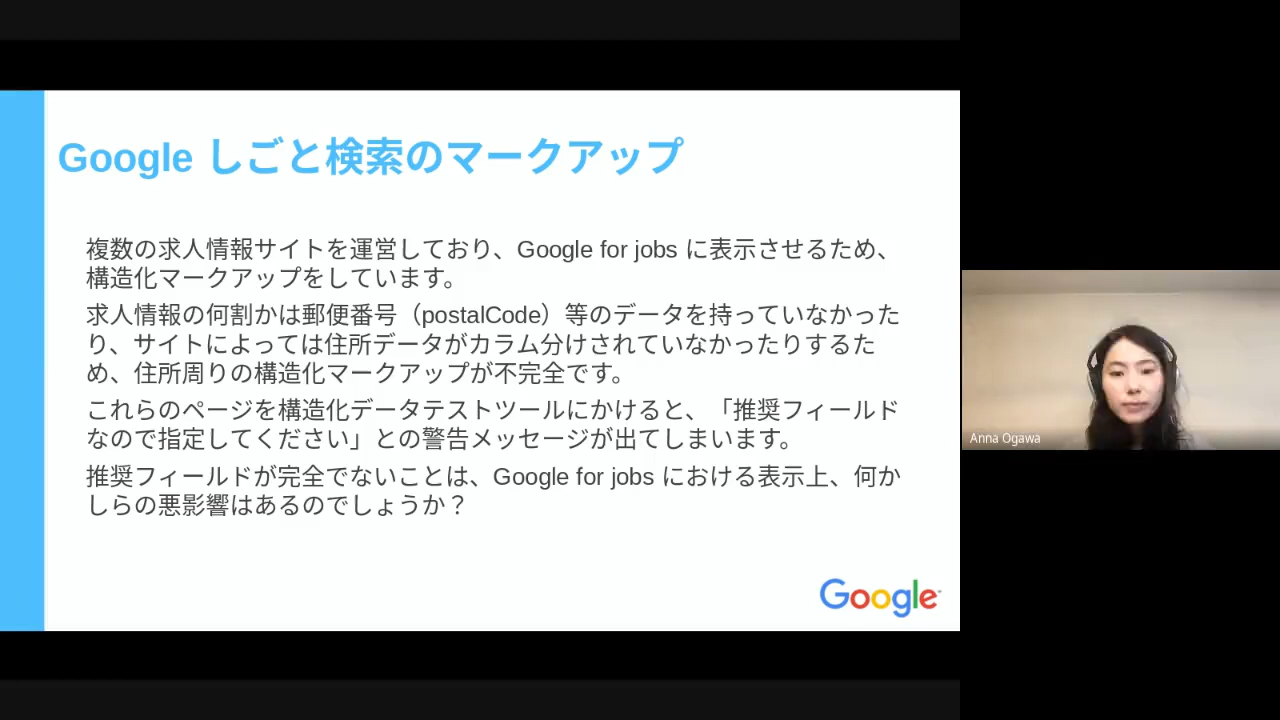 Google しごと検索のマークアップ
複数の求人情報サイトを運営しており、Google for jobs に表示させるため、
構造化マークアップをしています。
求人情報の何割かは郵便番号（postalCode）等のデータを持っていなかった
り、サイトによっては住所データがカラム分けされていなかったりするた
め、住所周りの構造化マークアップが不完全です。
これらのページを構造化データテストツールにかけると、「推奨フィールド
なので指定してください」との警告メッセージが出てしまいます。
推奨フィールドが完全でないことは、Google for jobs における表示上、何か
しらの悪影響はあるのでしょうか？
Google
Anna Ogawa